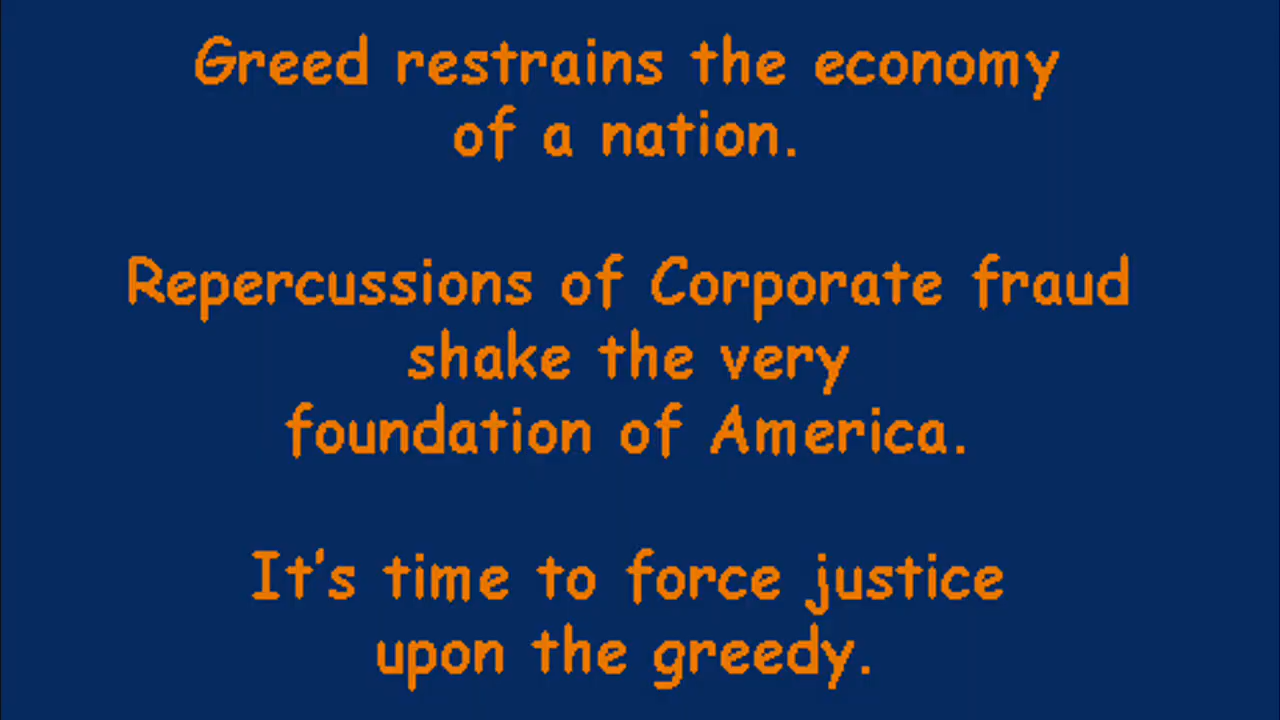 Greed restrains the economy
of a nation.
Repercussions of Corporate fraud
shake the very
foundation of America.
It's time to force justice
upon the greedy.